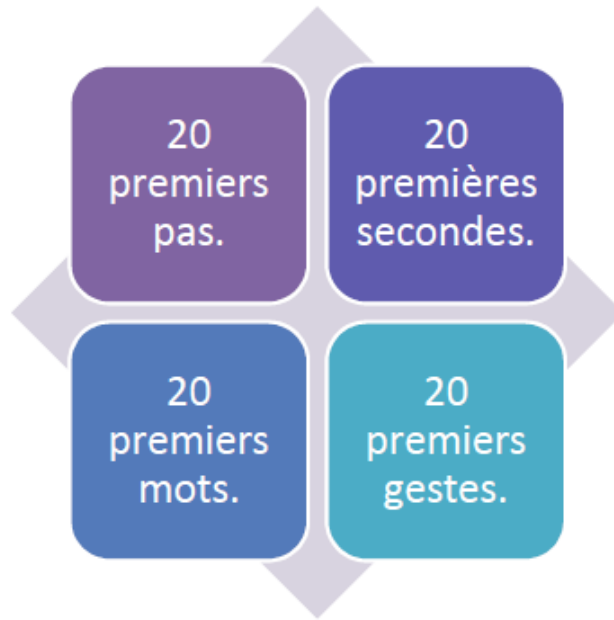 20
premiers
pas.
20
premières
secondes.
20
premiers
mots.
20
premiers
gestes.